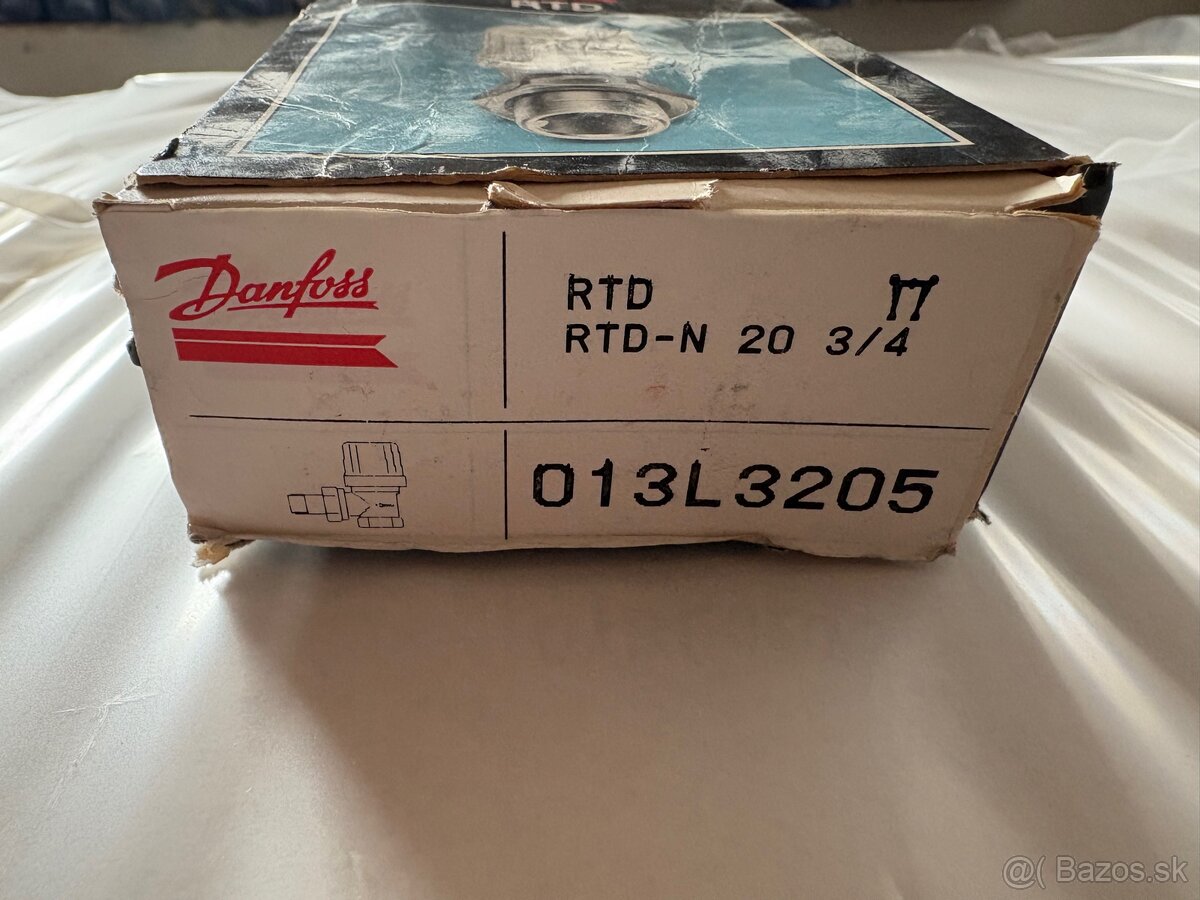 RTD
Danfoss
RTD
RTD-N 20 3/4
013L3205
@( Bazos.sk